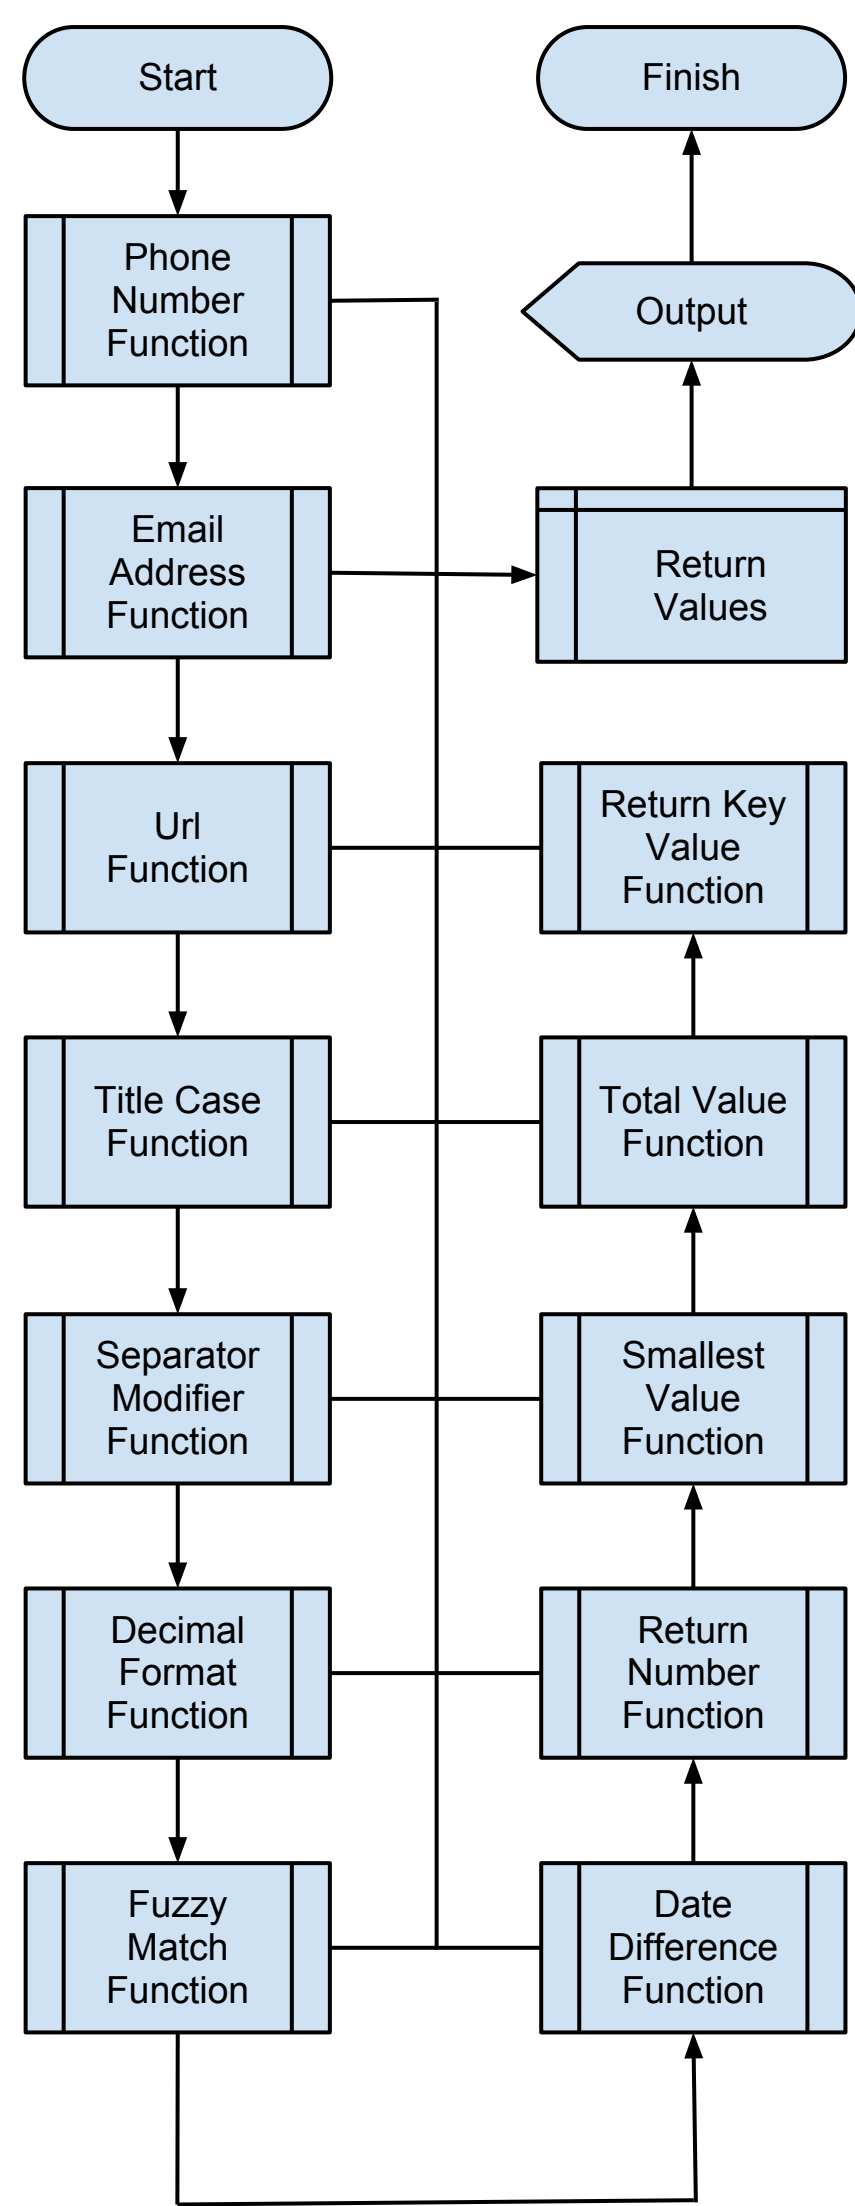 Start
Phone
Number
Function
Email
Address
Function
Url
Function
Title Case
Function
Separator
Modifier
Function
Decimal
Format
Function
Fuzzy
Match
Function
Date
Difference
Function
Return
Number
Function
Smallest
Value
Function
Total Value
Function
Return Key
Value
Function
Return
Values
Output
Finish